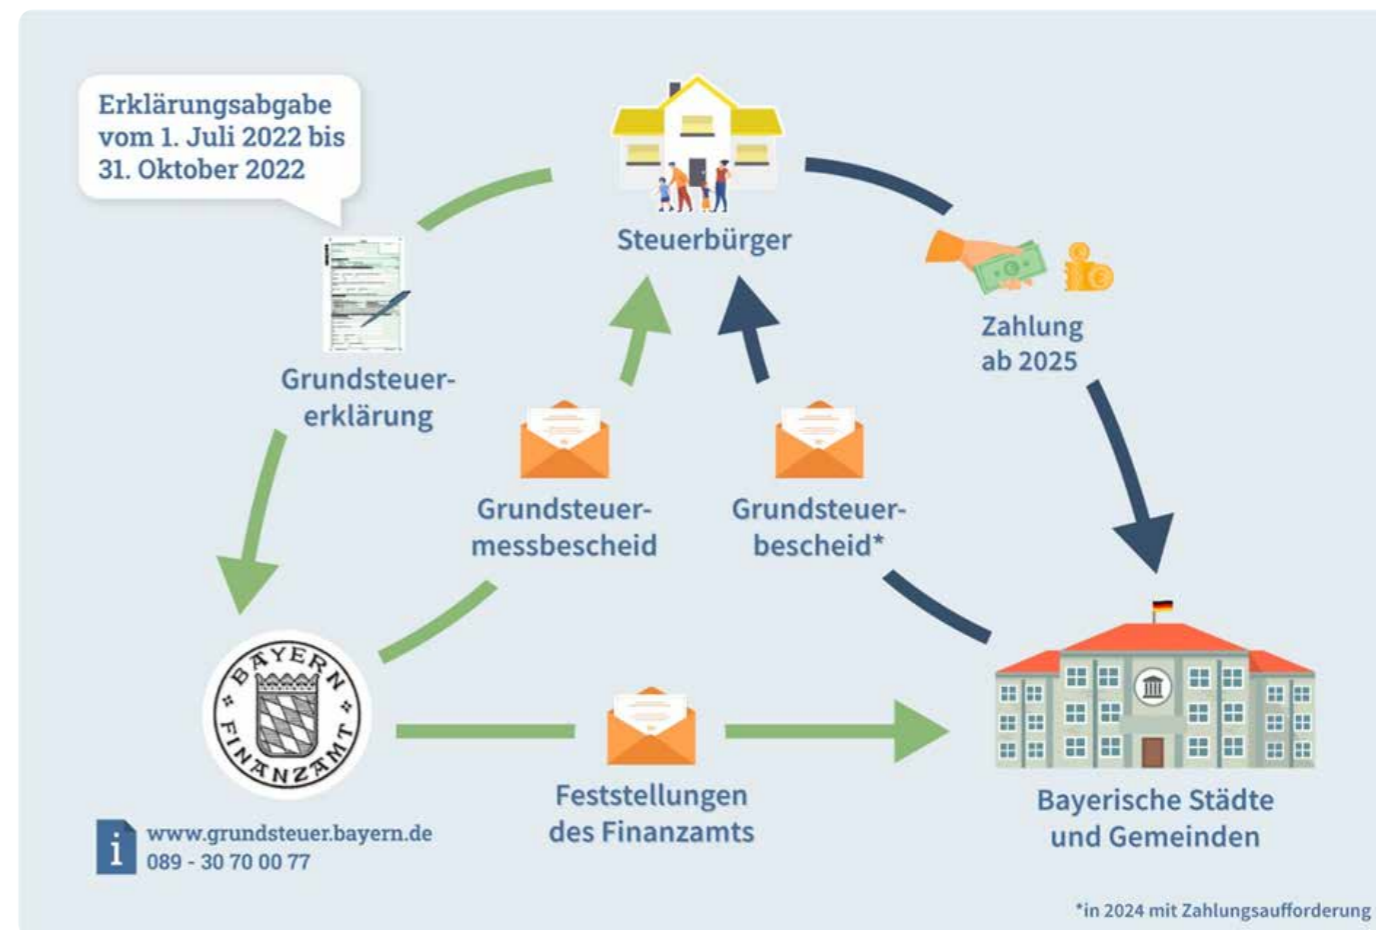 Erklärungsabgabe
vom 1. Juli 2022 bis
31. Oktober 2022
Steuerbürger
Zahlung
ab 2025
Grundsteuer-
erklärung
Grundsteuer-
messbescheid
Grundsteuer-
bescheid*
BAYERN
FINANZAMT
Feststellungen
des Finanzamts
Bayerische Städte
und Gemeinden
i
www.grundsteuer.bayern.de
089 - 30 70 00 77
*in 2024 mit Zahlungsaufforderung